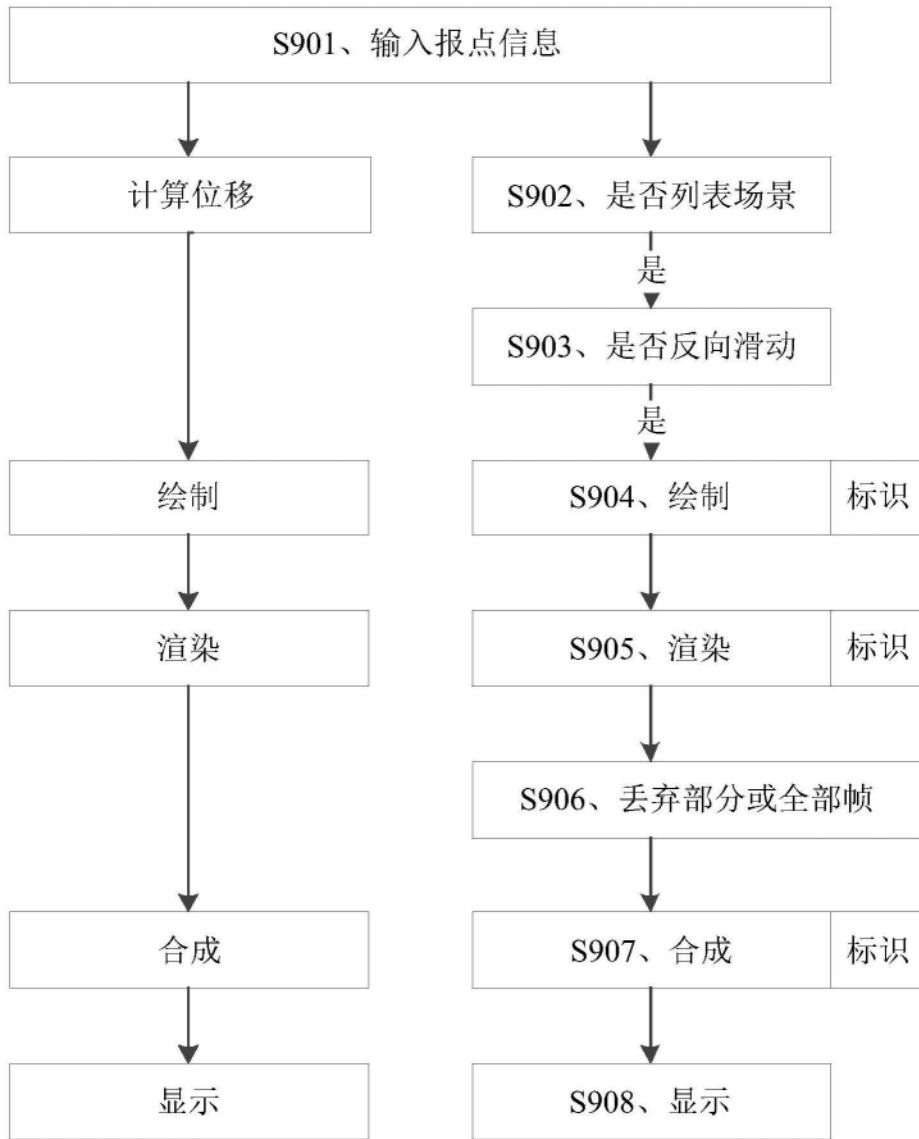 S901、输入报点信息
计算位移
S902、是否列表场景
是
S903、是否反向滑动
是
绘制
S904、绘制
标识
渲染
S905、渲染
标识
S906、丢弃部分或全部帧
合成
S907、合成
标识
显示
S908、显示